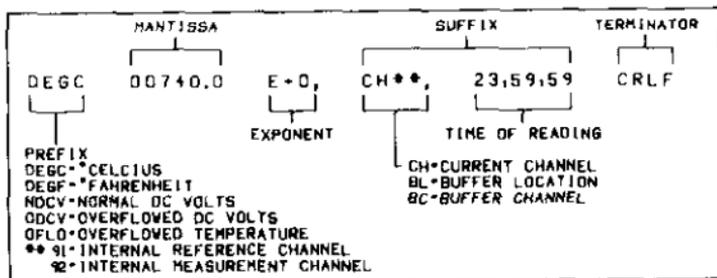 MANTISSA SUFFIX TERMINATOR
DEGC 00740.0 E+0, CH**, 23,59,59 CRLF
EXPONENT TIME OF READING
PREFIX
DEGC-°CELCIUS
DEGF-°FAHRENHEIT
NDCV-NORMAL DC VOLTS
ODCV-OVERFLOWED DC VOLTS
OFLO-OVERFLOWED TEMPERATURE
** 91-INTERNAL REFERENCE CHANNEL
92-INTERNAL MEASUREMENT CHANNEL
CH-CURRENT CHANNEL
BL-BUFFER LOCATION
BC-BUFFER CHANNEL